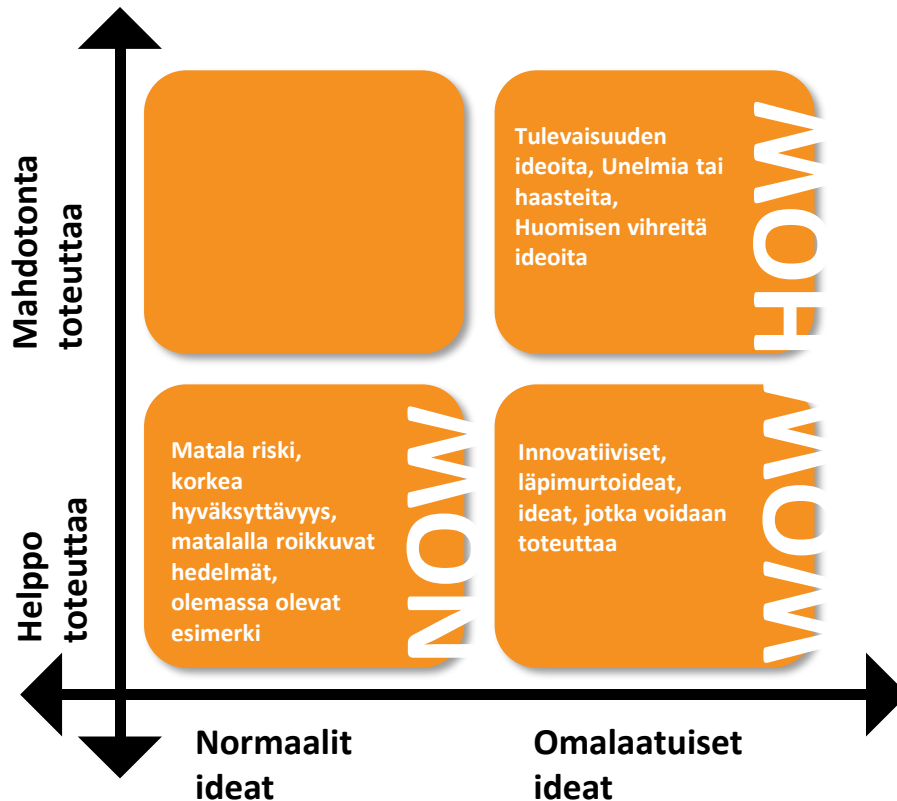 Mahdotonta
toteuttaa
Tulevaisuuden
ideoita, Unelmia tai
haasteita,
Huomisen vihreitä
ideoita
HOW
Helppo
toteuttaa
Matala riski,
korkea
hyväksyttävyys,
matalalla roikkuvat
hedelmät,
olemassa olevat
esimerki
NOW
Innovatiiviset,
läpimurtoideat,
ideat, jotka voidaan
toteuttaa
WOW
Normaalit
ideat
Omalaatuiset
ideat